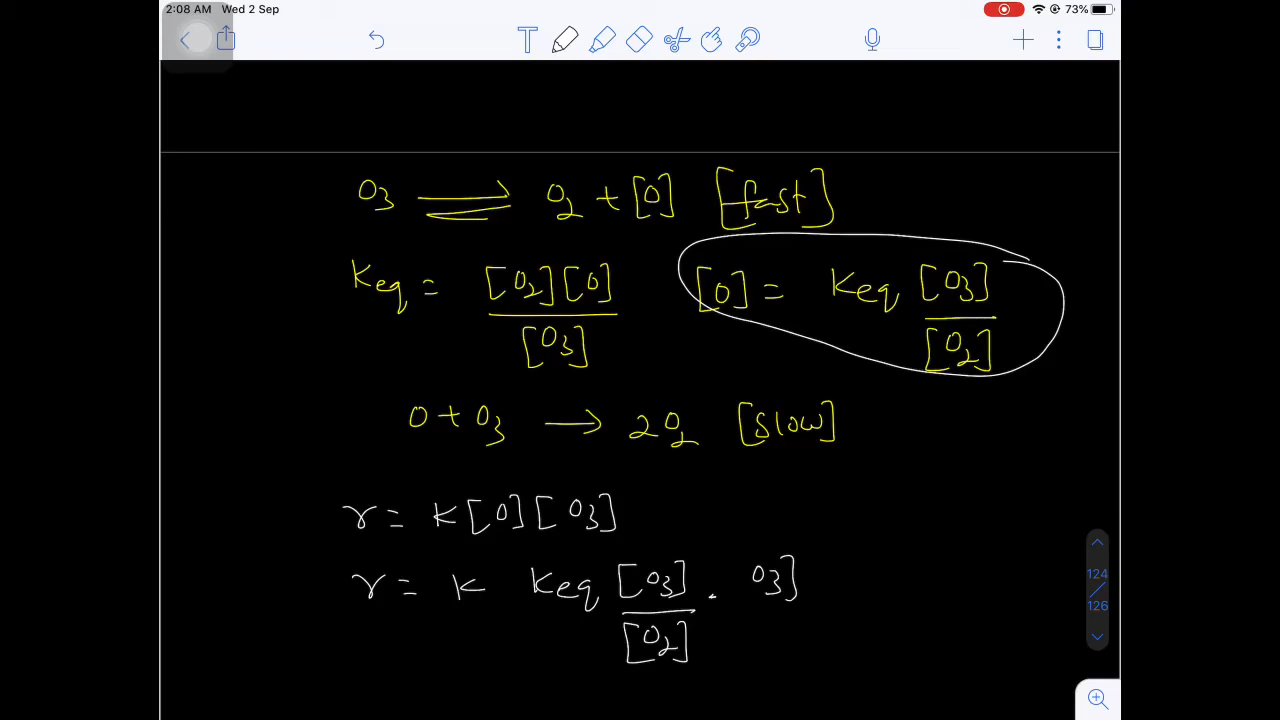 2:08 AM Wed 2 Sep 73%
T
O3 ⇌ O2 + [O] [fast]
Keq = [O2][O] / [O3] [O] = Keq [O3] / [O2]
O + O3 → 2O2 [slow]
r = K[O][O3]
r = K Keq [O3] / [O2] . O3]
124
/
126